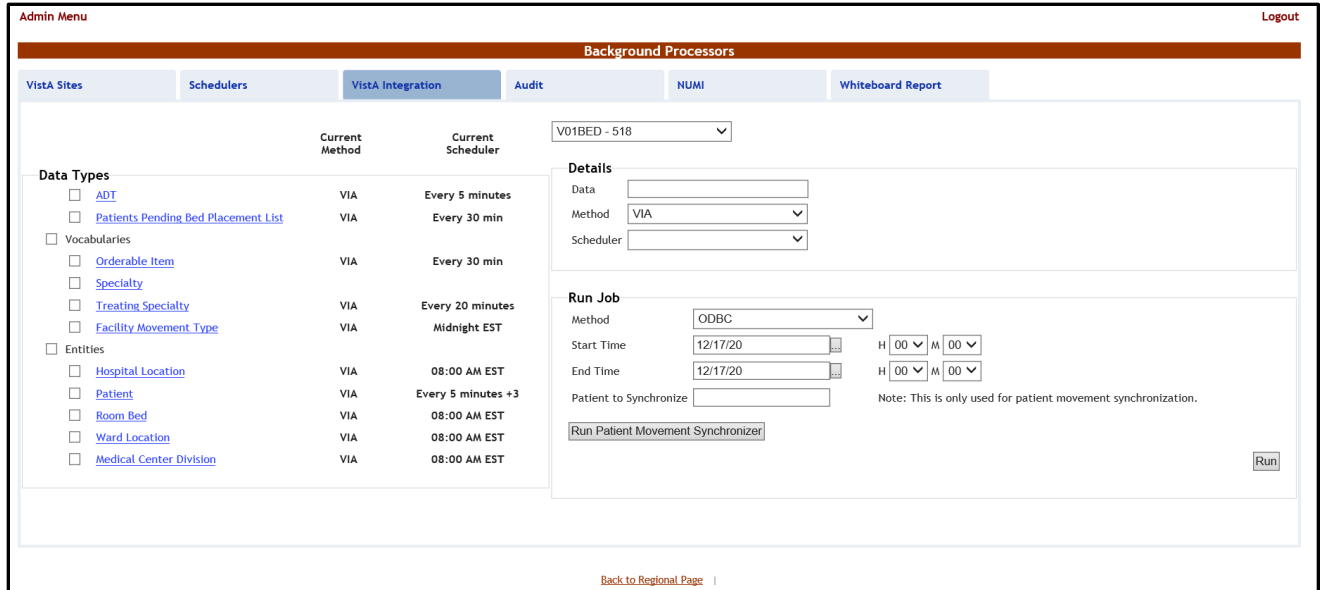 Admin Menu Logout
Background Processors
VistA Sites Schedulers VistA Integration Audit NUMI Whiteboard Report
Current Method Current Scheduler
Data Types
ADT VIA Every 5 minutes
Patients Pending Bed Placement List VIA Every 30 min
Vocabularies
Orderable Item VIA Every 30 min
Specialty
Treating Specialty VIA Every 20 minutes
Facility Movement Type VIA Midnight EST
Entities
Hospital Location VIA 08:00 AM EST
Patient VIA Every 5 minutes +3
Room Bed VIA 08:00 AM EST
Ward Location VIA 08:00 AM EST
Medical Center Division VIA 08:00 AM EST
V01BED - 518
Details
Data
Method VIA
Scheduler
Run Job
Method ODBC
Start Time 12/17/20 ... H 00 M 00
End Time 12/17/20 ... H 00 M 00
Patient to Synchronize Note: This is only used for patient movement synchronization.
Run Patient Movement Synchronizer
Run
Back to Regional Page |